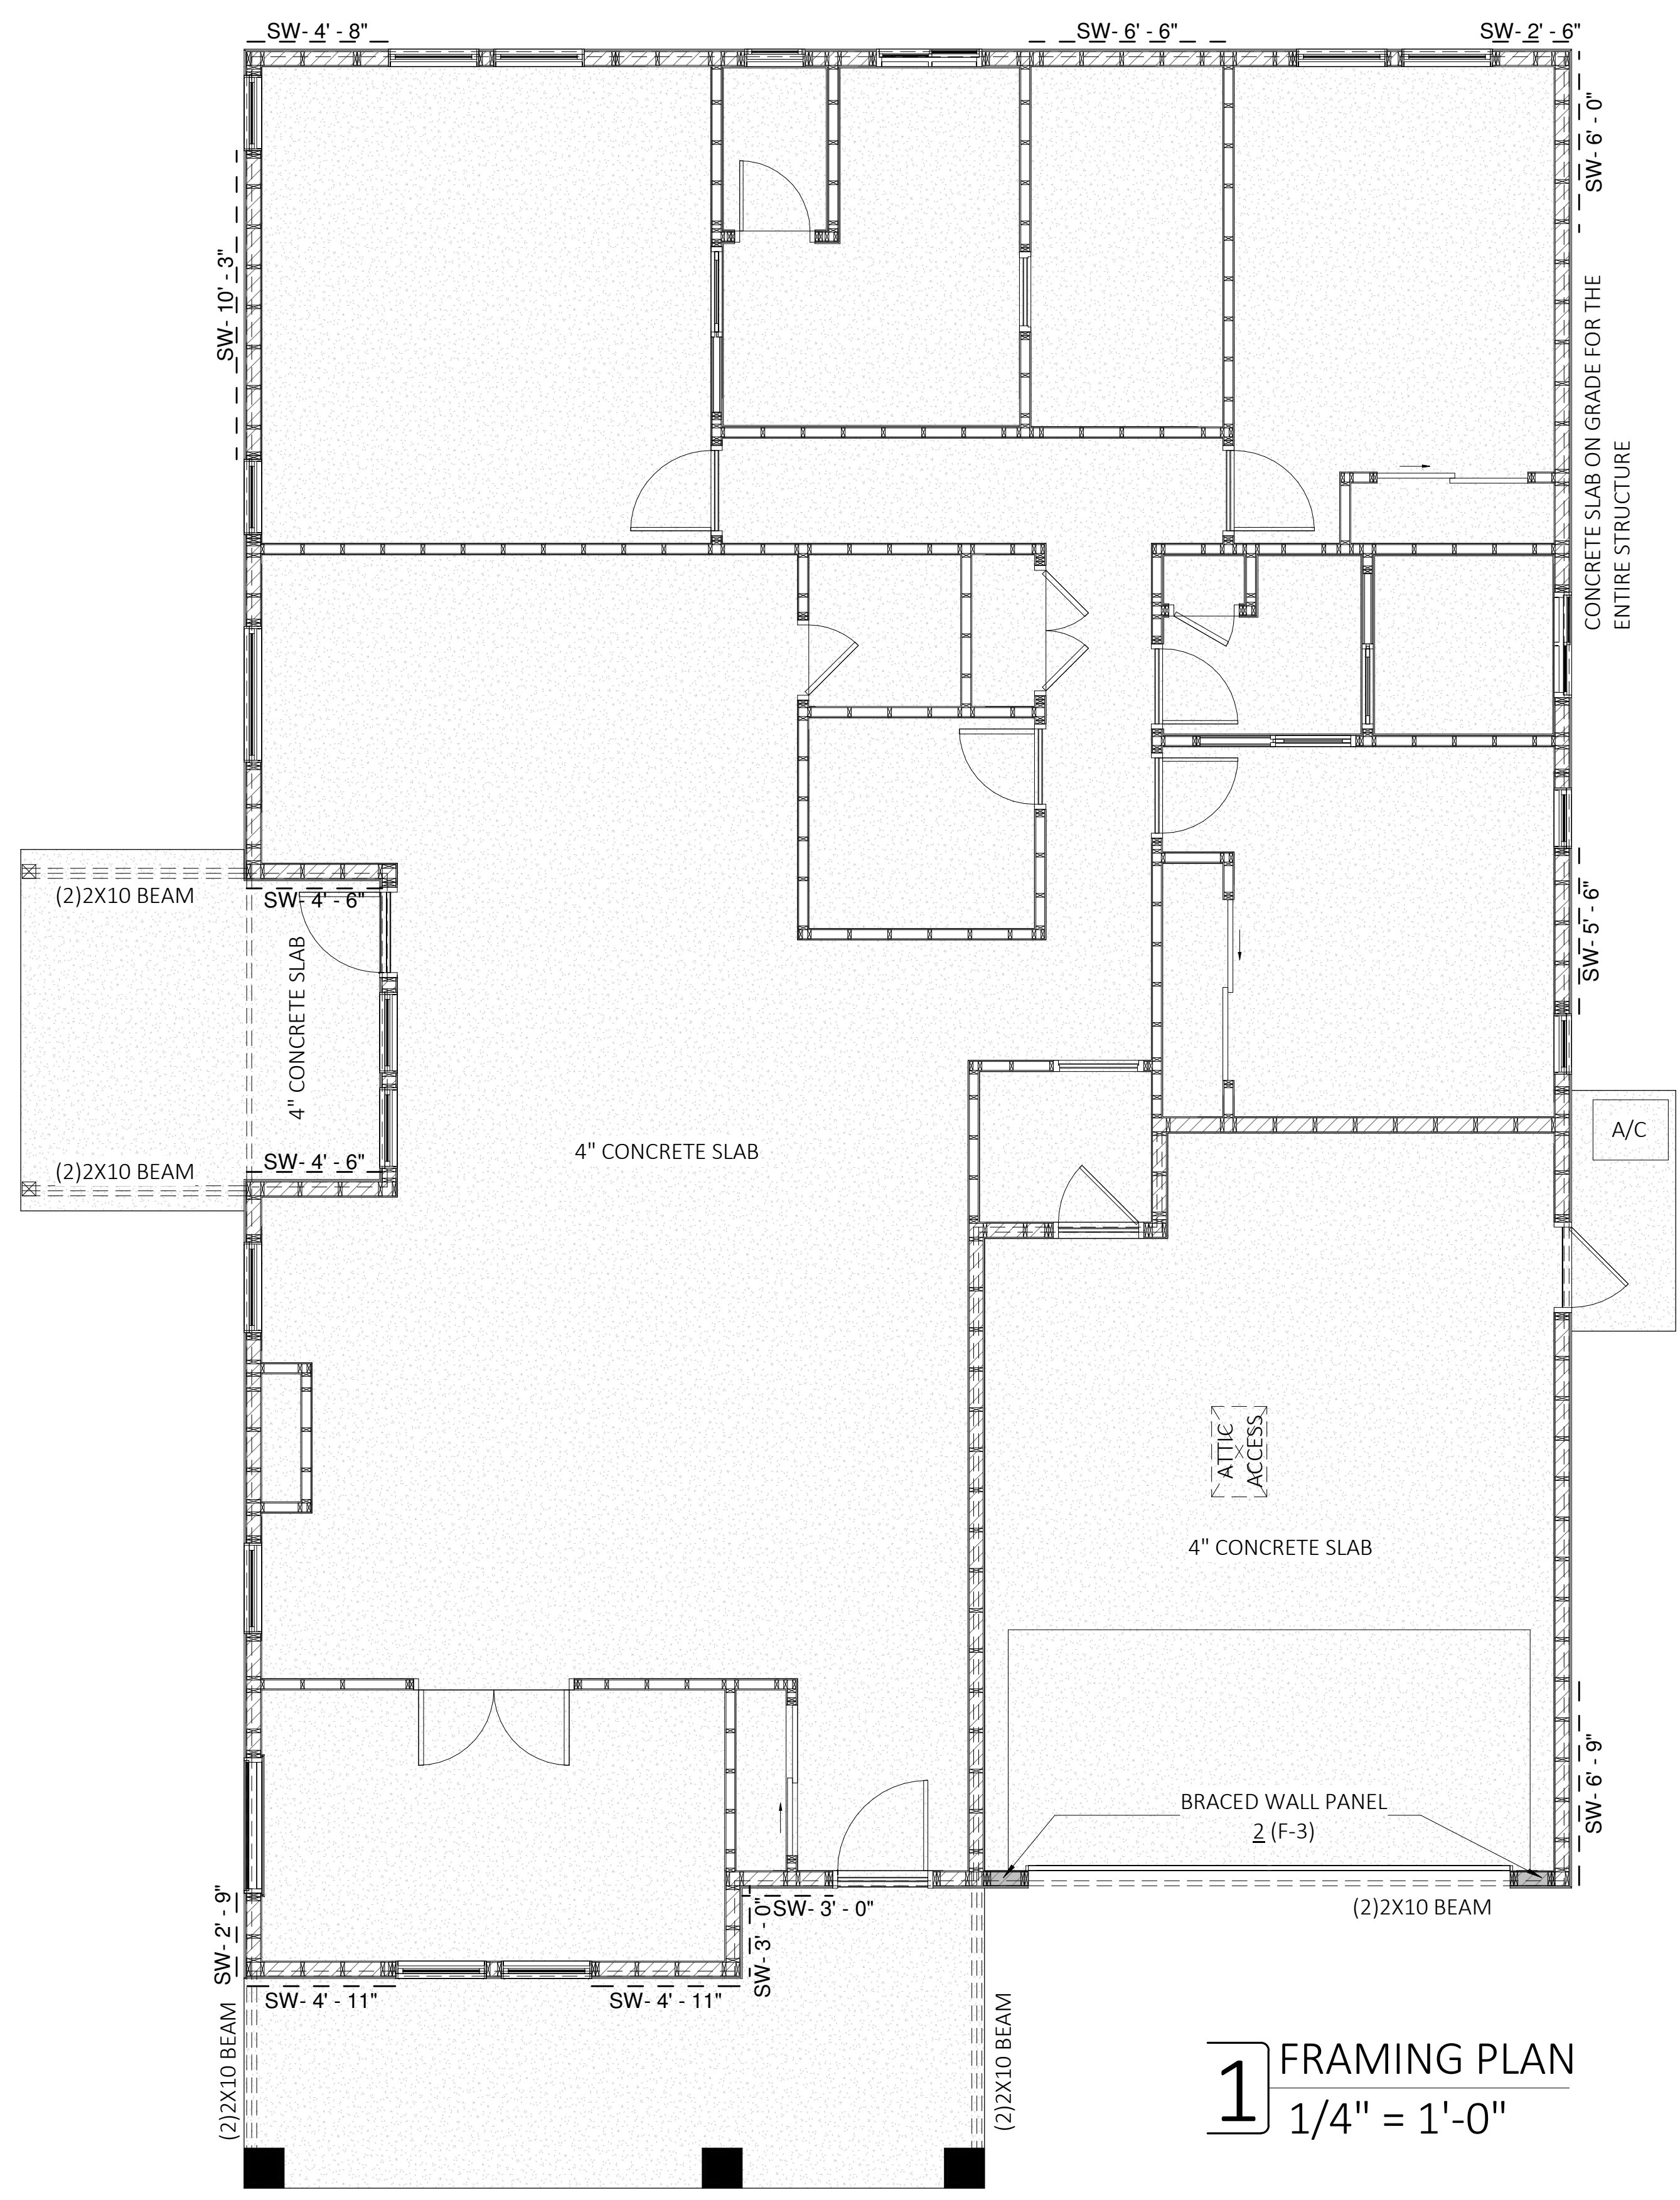 SW- 4' - 8"
SW- 6' - 6"
SW- 2' - 6"
SW- 6' - 0"
SW- 10' - 3"
CONCRETE SLAB ON GRADE FOR THE
ENTIRE STRUCTURE
(2)2X10 BEAM
SW- 4' - 6"
SW- 5' - 6"
4" CONCRETE SLAB
4" CONCRETE SLAB
A/C
(2)2X10 BEAM
SW- 4' - 6"
ATTIC
ACCESS
4" CONCRETE SLAB
BRACED WALL PANEL
2 (F-3)
SW- 6' - 9"
(2)2X10 BEAM
SW- 2' - 9"
SW- 3' - 0"
SW- 3' - 0"
SW- 4' - 11"
SW- 4' - 11"
(2)2X10 BEAM
(2)2X10 BEAM
1
FRAMING PLAN
1/4" = 1'-0"